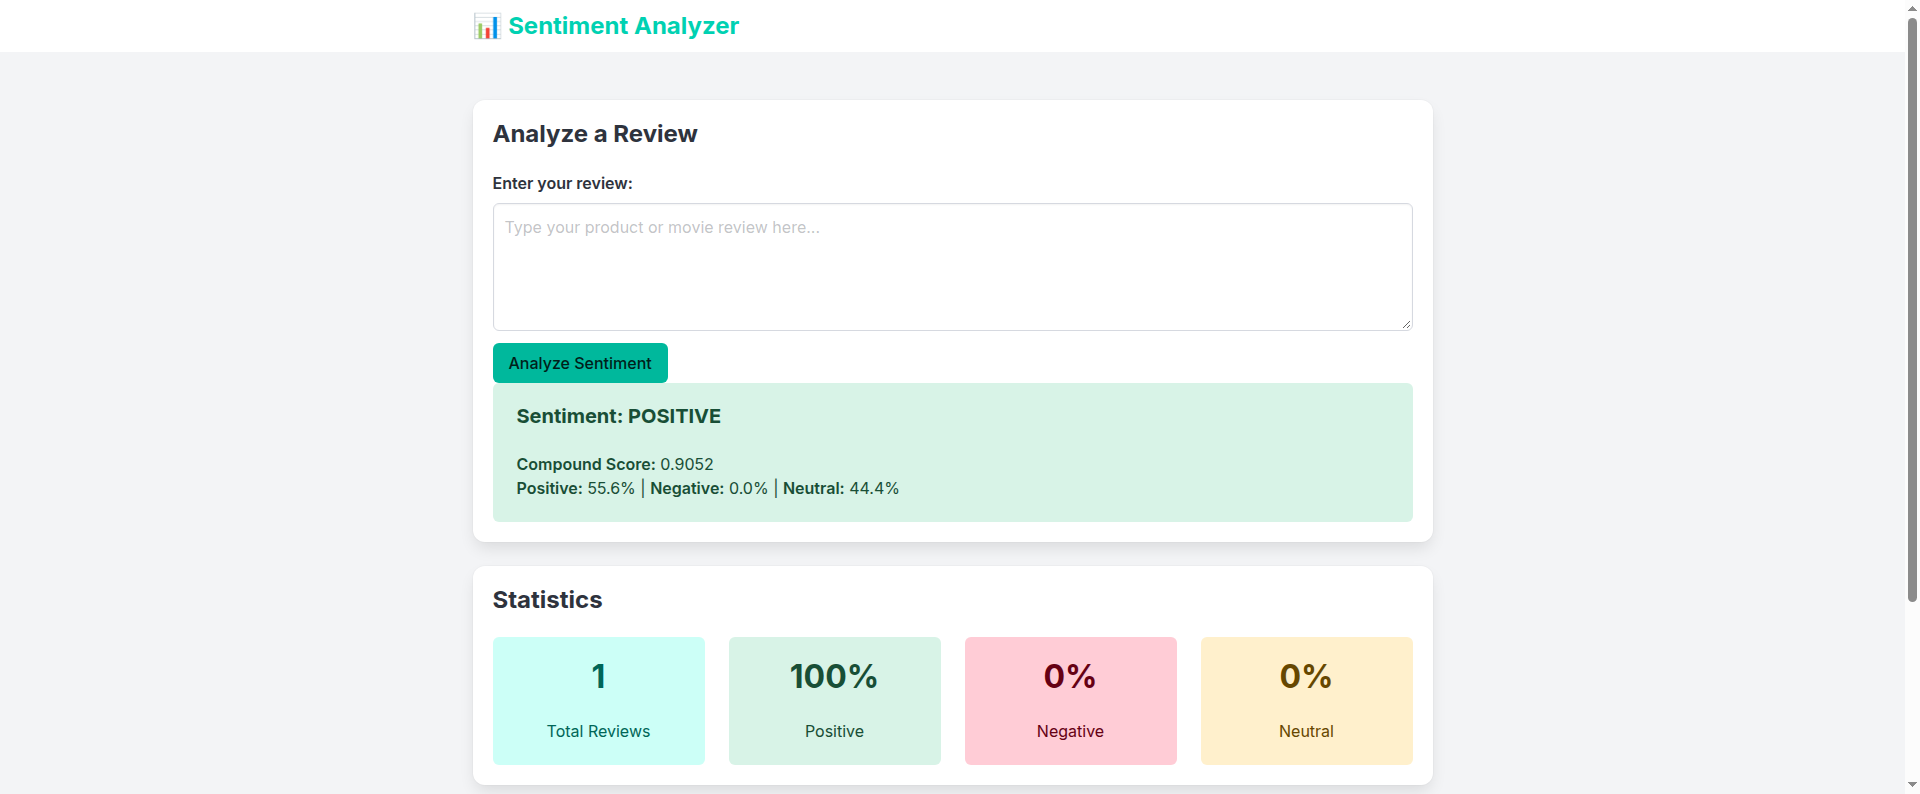 📊 Sentiment Analyzer
Analyze a Review
Enter your review:
Type your product or movie review here...
Analyze Sentiment
Sentiment: POSITIVE
Compound Score: 0.9052
Positive: 55.6% | Negative: 0.0% | Neutral: 44.4%
Statistics
1
Total Reviews
100%
Positive
0%
Negative
0%
Neutral